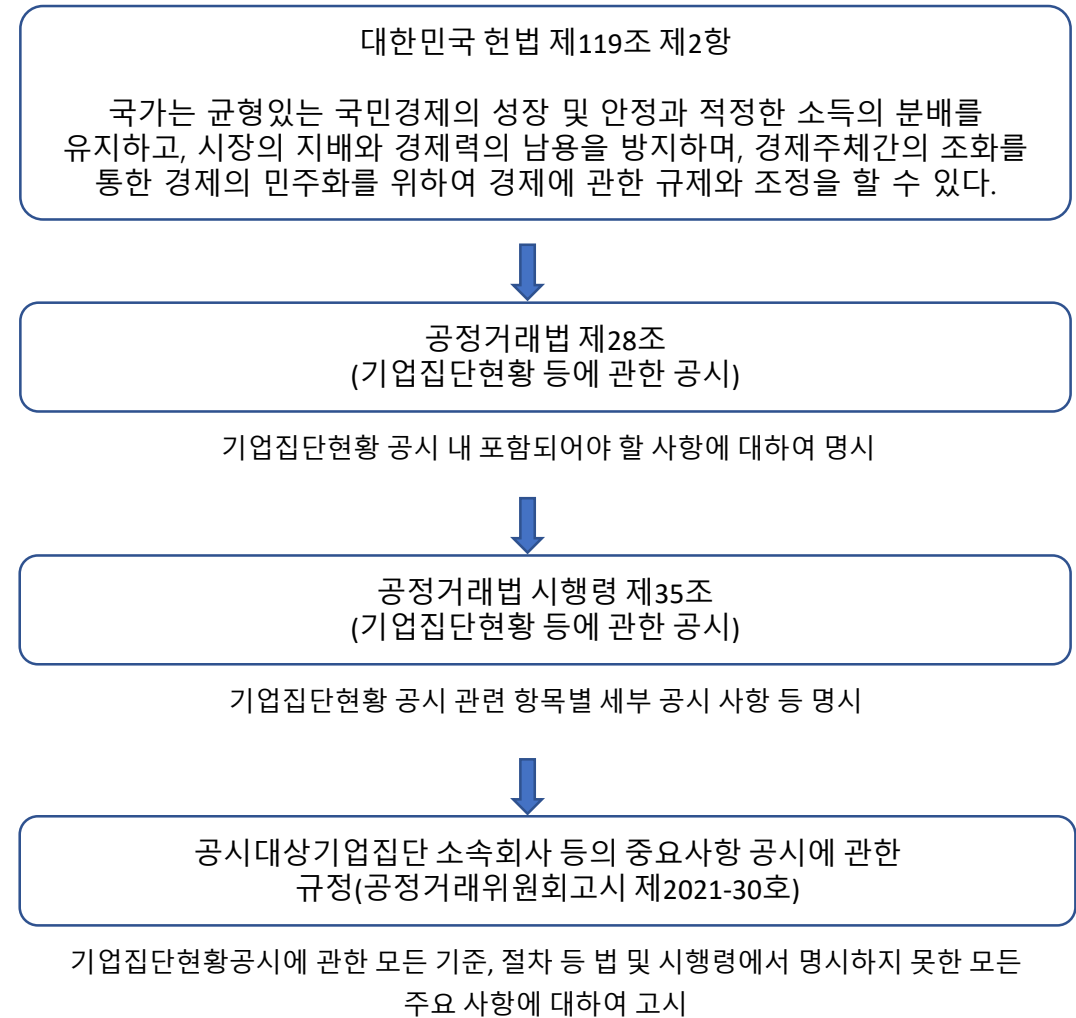 대한민국 헌법 제119조 제2항
국가는 균형있는 국민경제의 성장 및 안정과 적정한 소득의 분배를
유지하고, 시장의 지배와 경제력의 남용을 방지하며, 경제주체간의 조화를
통한 경제의 민주화를 위하여 경제에 관한 규제와 조정을 할 수 있다.
공정거래법 제28조
(기업집단현황 등에 관한 공시)
기업집단현황 공시 내 포함되어야 할 사항에 대하여 명시
공정거래법 시행령 제35조
(기업집단현황 등에 관한 공시)
기업집단현황 공시 관련 항목별 세부 공시 사항 등 명시
공시대상기업집단 소속회사 등의 중요사항 공시에 관한
규정(공정거래위원회고시 제2021-30호)
기업집단현황공시에 관한 모든 기준, 절차 등 법 및 시행령에서 명시하지 못한 모든
주요 사항에 대하여 고시